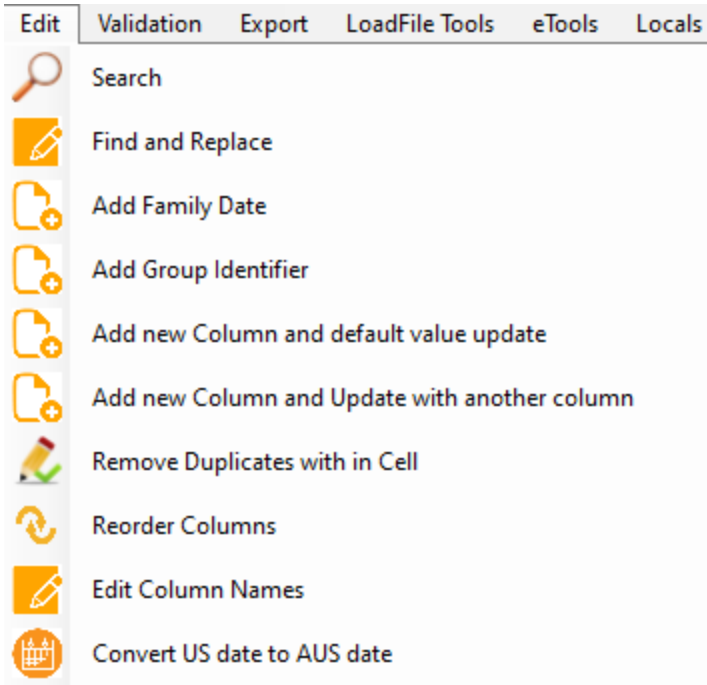 Edit Validation Export LoadFile Tools eTools Locals
Search
Find and Replace
Add Family Date
Add Group Identifier
Add new Column and default value update
Add new Column and Update with another column
Remove Duplicates with in Cell
Reorder Columns
Edit Column Names
Convert US date to AUS date